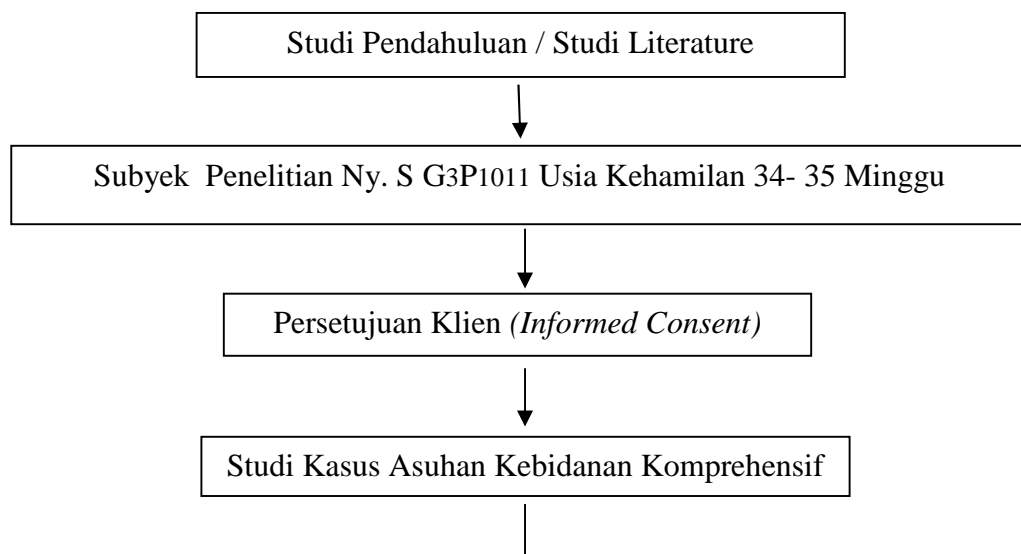 Studi Pendahuluan / Studi Literature
Subyek Penelitian Ny. S G3P1011 Usia Kehamilan 34- 35 Minggu
Persetujuan Klien (Informed Consent)
Studi Kasus Asuhan Kebidanan Komprehensif